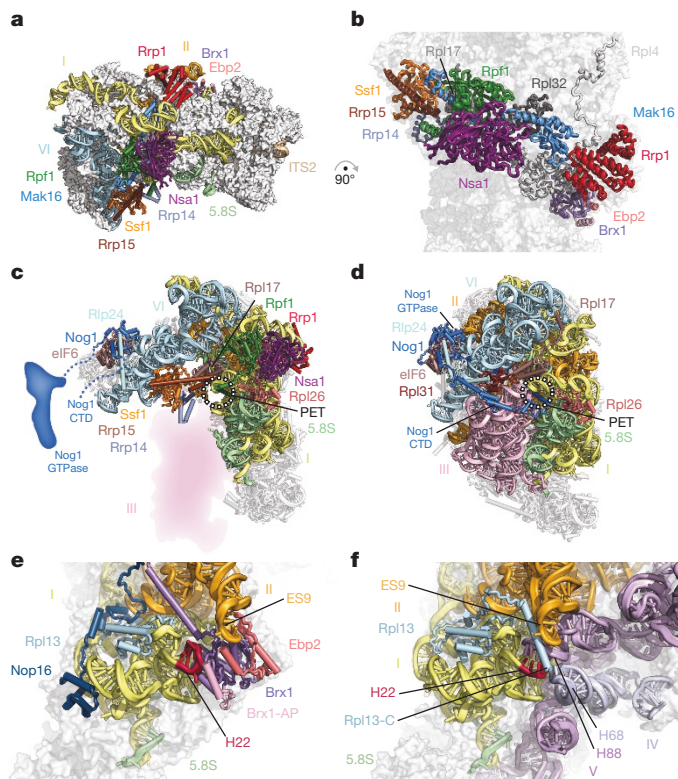 a
I
Rrp1
II
Brx1
Ebp2
VI
ITS2
Rpf1
Mak16
Nsa1
5.8S
Rrp14
Ssf1
Rrp15
90°
b
Rpl17
Rpf1
Rpl4
Ssf1
Rpl32
Rrp15
Mak16
Rrp14
Rrp1
Nsa1
Ebp2
Brx1
c
Rpl17
VI
Rpf1
Rlp24
Rrp1
Nog1
eIF6
Nsa1
Nog1
CTD
Ssf1
Rpl26
Rrp15
PET
Rrp14
5.8S
Nog1
GTPase
I
III
d
VI
Nog1
GTPase
II
Rpl17
Rlp24
Nog1
eIF6
Rpl31
Rpl26
Nog1
CTD
PET
5.8S
III
I
e
I
II
ES9
Rpl13
Ebp2
Nop16
Brx1
Brx1-AP
H22
5.8S
f
ES9
II
Rpl13
I
H22
Rpl13-C
H68
IV
H88
5.8S
V